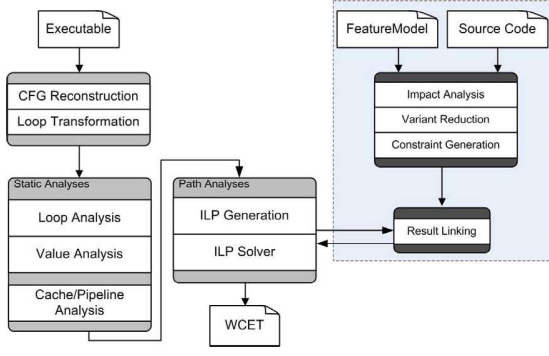 Executable
FeatureModel
Source Code
CFG Reconstruction
Loop Transformation
Impact Analysis
Variant Reduction
Constraint Generation
Static Analyses
Loop Analysis
Value Analysis
Cache/Pipeline
Analysis
Path Analyses
ILP Generation
ILP Solver
Result Linking
WCET